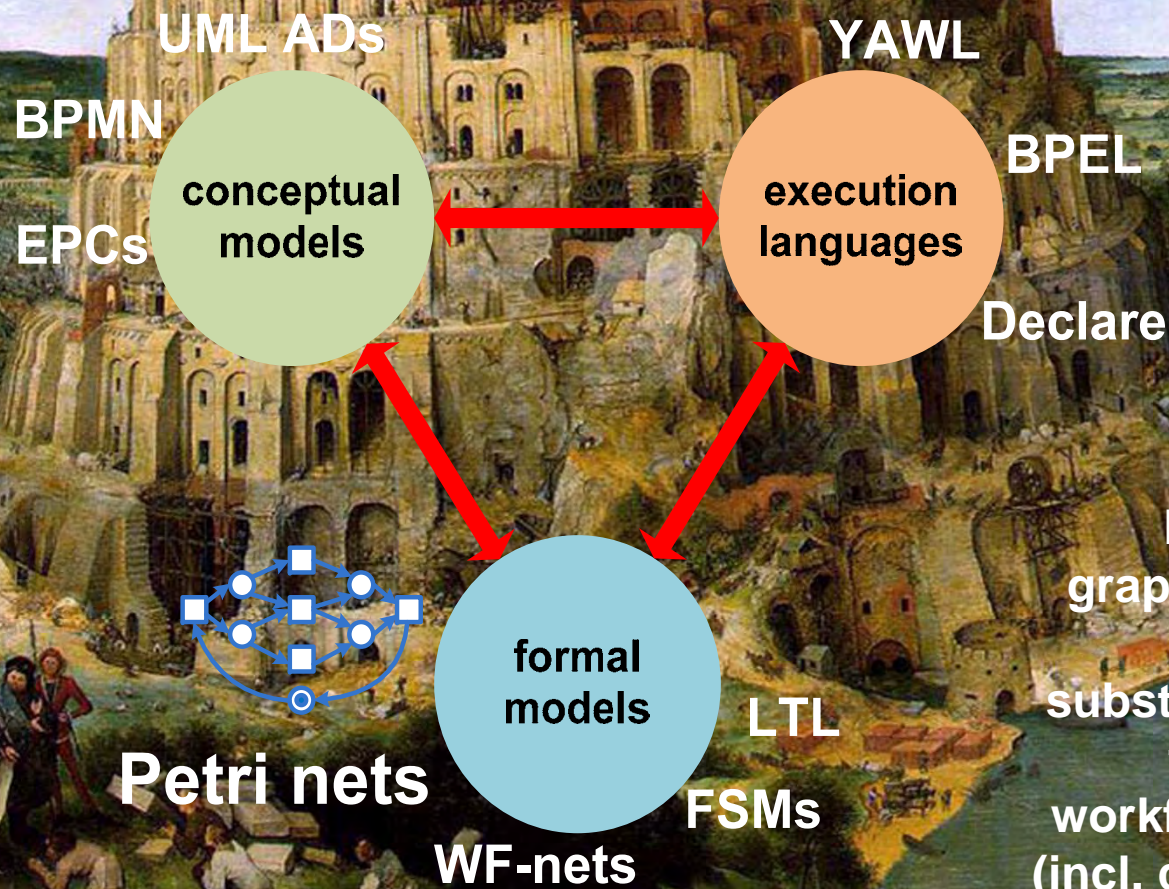 UML ADs
YAWL
BPMN
BPEL
conceptual
models
execution
languages
EPCs
Declare
formal
models
LTL
Petri nets
FSMs
WF-nets
(incl.